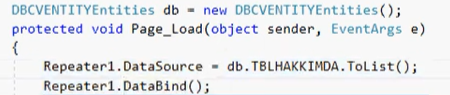 DBCVENTITYEntities db = new DBCVENTITYEntities();
protected void Page_Load(object sender, EventArgs e)
{
Repeater1.DataSource = db.TBLHAKKIMDA.ToList();
Repeater1.DataBind();